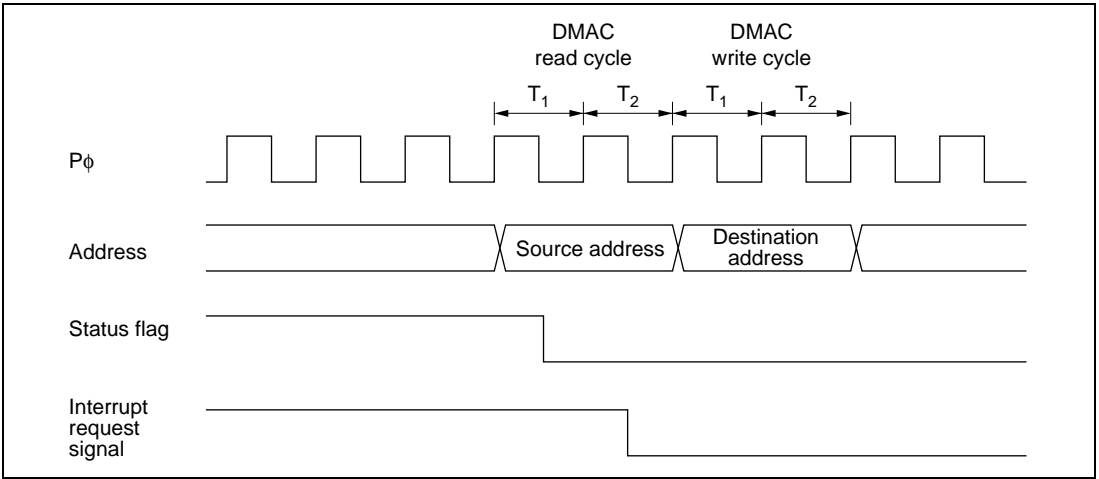 DMAC
read cycle
DMAC
write cycle
T1
T2
T1
T2
Pϕ
Address
Source address
Destination
address
Status flag
Interrupt
request
signal